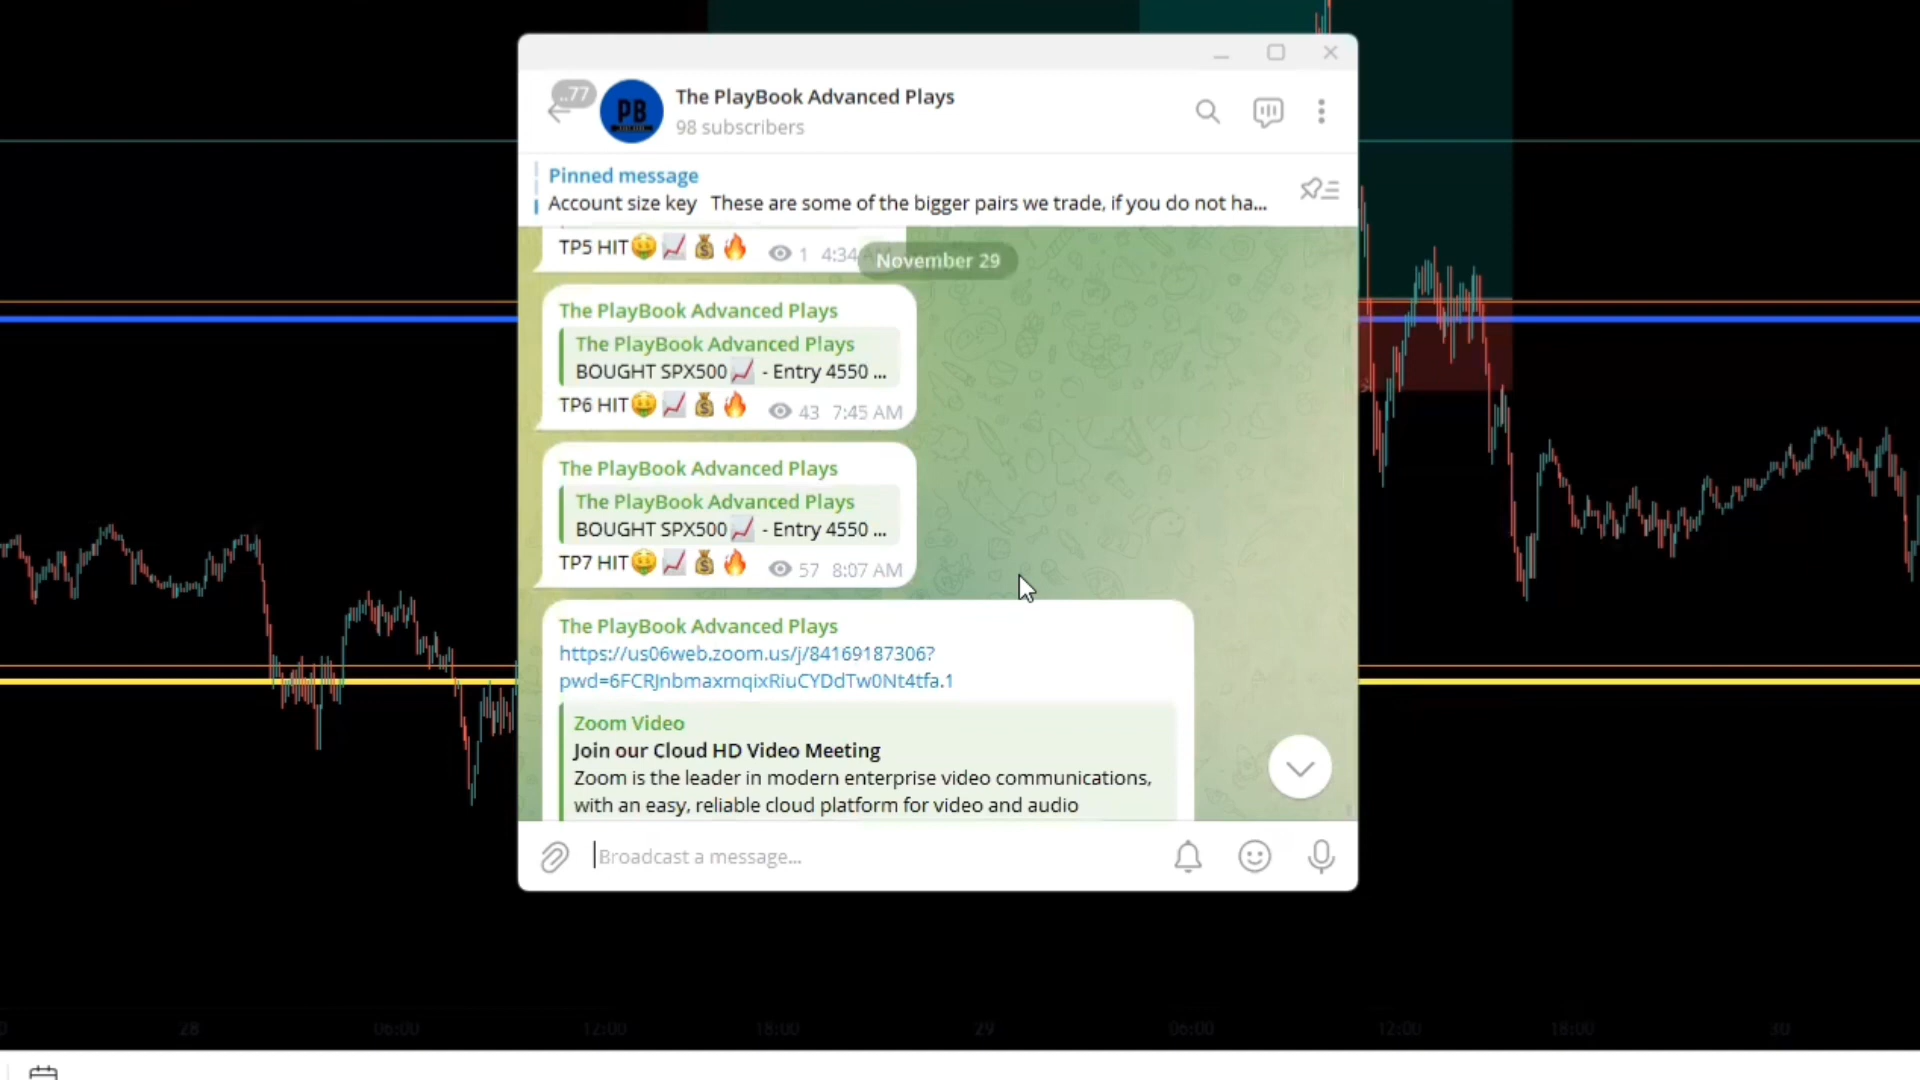 ..77
PB
The PlayBook Advanced Plays
98 subscribers
Pinned message
Account size key These are some of the bigger pairs we trade, if you do not ha...
TP5 HIT🤑📈💰🔥 1 4:34
November 29
The PlayBook Advanced Plays
The PlayBook Advanced Plays
BOUGHT SPX500📈 - Entry 4550 ...
TP6 HIT🤑📈💰🔥 43 7:45 AM
The PlayBook Advanced Plays
The PlayBook Advanced Plays
BOUGHT SPX500📈 - Entry 4550 ...
TP7 HIT🤑📈💰🔥 57 8:07 AM
The PlayBook Advanced Plays
https://us06web.zoom.us/j/84169187306?
pwd=6FCRJnbmaxmqixRiuCYDdTw0Nt4tfa.1
Zoom Video
Join our Cloud HD Video Meeting
Zoom is the leader in modern enterprise video communications,
with an easy, reliable cloud platform for video and audio
Broadcast a message...
28 06:00 12:00 18:00 29 06:00 12:00 18:00 30